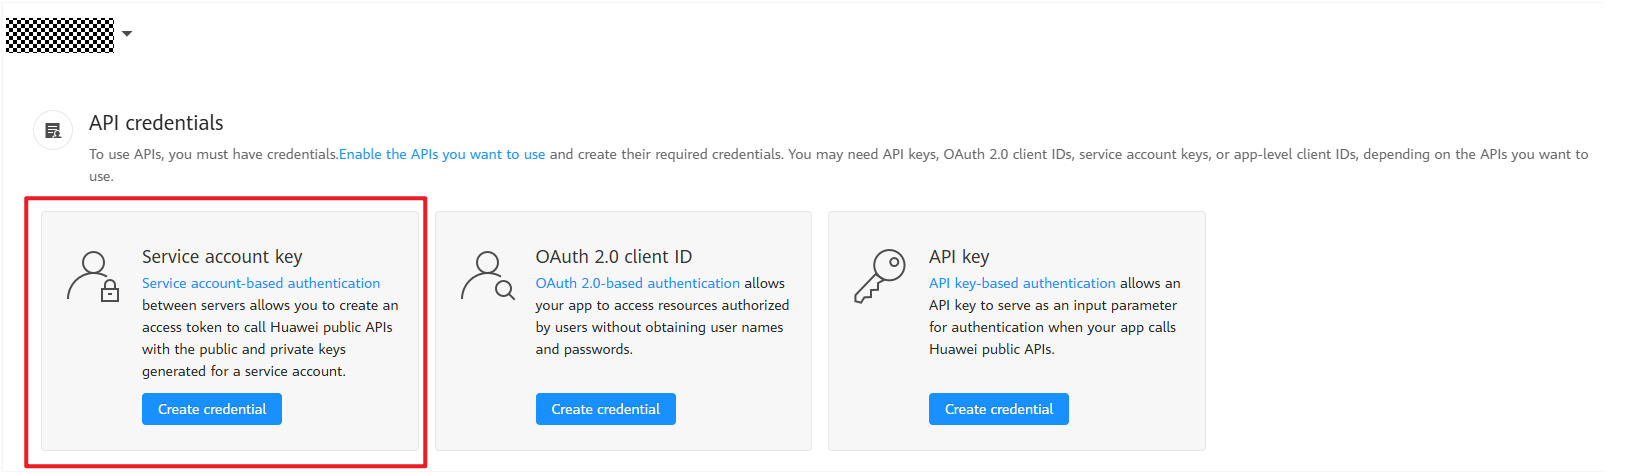 API credentials
To use APIs, you must have credentials.Enable the APIs you want to use and create their required credentials. You may need API keys, OAuth 2.0 client IDs, service account keys, or app-level client IDs, depending on the APIs you want to
use.
Service account key
Service account-based authentication
between servers allows you to create an
access token to call Huawei public APIs
with the public and private keys
generated for a service account.
Create credential
OAuth 2.0 client ID
OAuth 2.0-based authentication allows
your app to access resources authorized
by users without obtaining user names
and passwords.
Create credential
API key
API key-based authentication allows an
API key to serve as an input parameter
for authentication when your app calls
Huawei public APIs.
Create credential